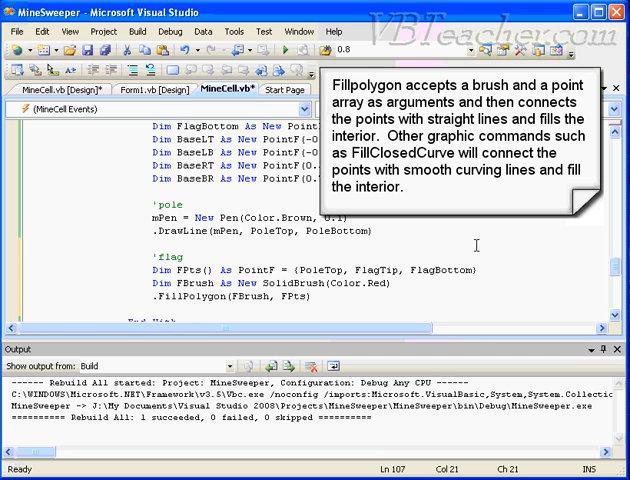 MineSweeper - Microsoft Visual Studio
File Edit View Project Build Debug Data Tools Test Window Help
0.8
VBTeacher.com
MineCell.vb [Design]* Form1.vb [Design]* MineCell.vb* Start Page
(MineCell Events)
Fillpolygon accepts a brush and a point
array as arguments and then connects
the points with straight lines and fills the
interior. Other graphic commands such
as FillClosedCurve will connect the
points with smooth curving lines and fill
the interior.
Dim FlagBottom As New
Dim BaseLT As New PointF(-0
Dim BaseLB As New PointF(-0
Dim BaseRT As New PointF(0.
Dim BaseBR As New PointF(0.
'pole
mPen = New Pen(Color.Brown, 0.1)
.DrawLine(mPen, PoleTop, PoleBottom)
'flag
Dim FPts() As PointF = {PoleTop, FlagTip, FlagBottom}
Dim FBrush As New SolidBrush(Color.Red)
.FillPolygon(FBrush, FPts)
End With
Output
Show output from: Build
------ Rebuild All started: Project: MineSweeper, Configuration: Debug Any CPU ------
C:\WINDOWS\Microsoft.NET\Framework\v3.5\Vbc.exe /noconfig /imports:Microsoft.VisualBasic,System,System.Collectio
MineSweeper -> J:\My Documents\Visual Studio 2008\Projects\MineSweeper\MineSweeper\bin\Debug\MineSweeper.exe
========== Rebuild All: 1 succeeded, 0 failed, 0 skipped ==========
Ready Ln 107 Col 21 Ch 21 INS